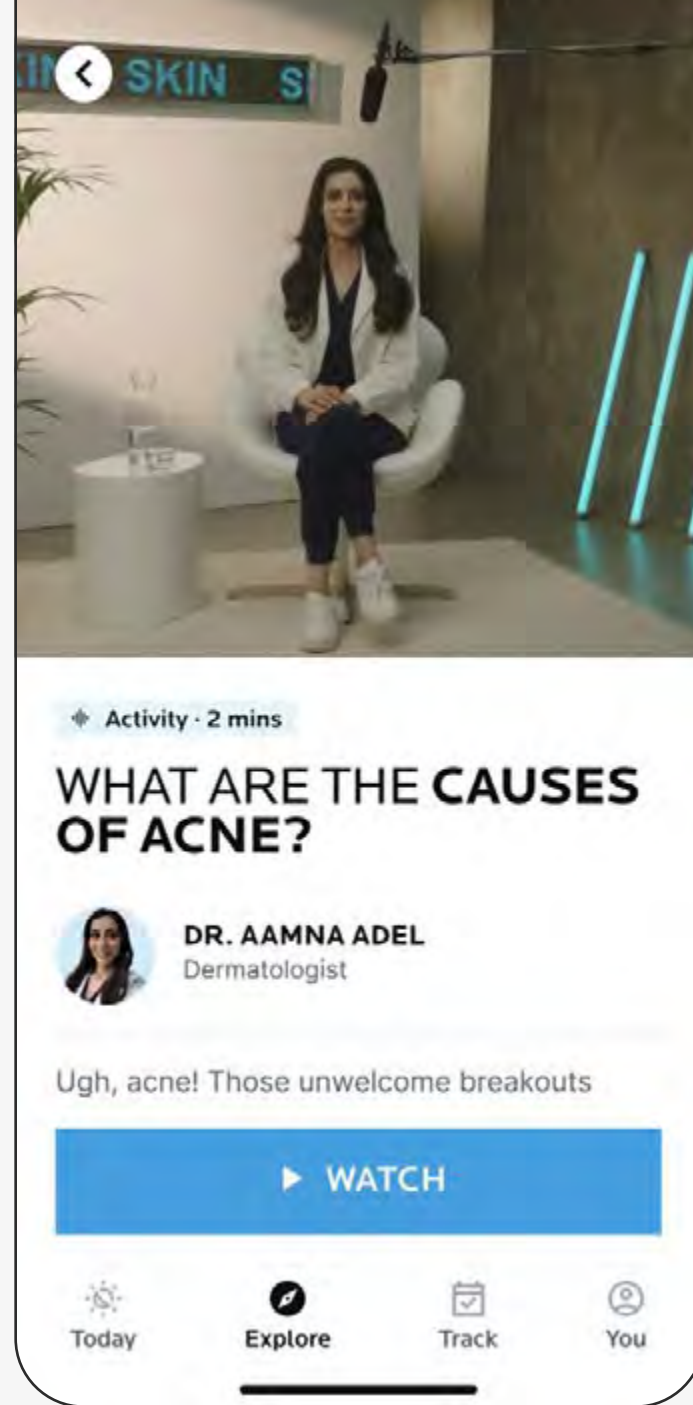 SKIN
Activity · 2 mins
WHAT ARE THE CAUSES
OF ACNE?
DR. AAMNA ADEL
Dermatologist
Ugh, acne! Those unwelcome breakouts
WATCH
Today
Explore
Track
You